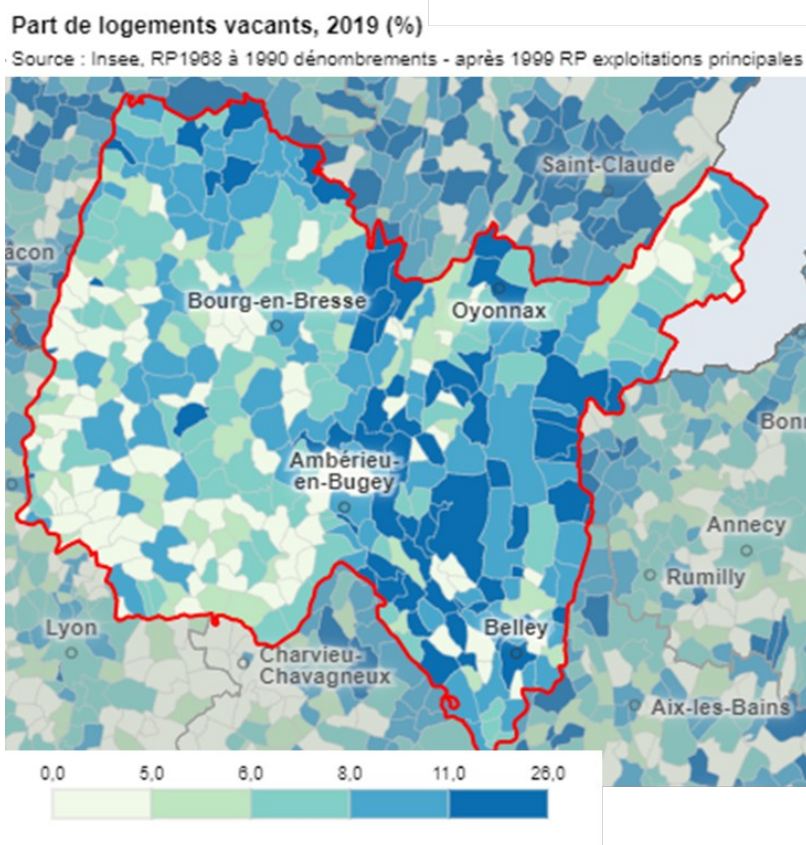 Part de logements vacants, 2019 (%)
Source : Insee, RP1968 à 1990 dénombrements - après 1999 RP exploitations principales
Saint-Claude
âcon
Bourg-en-Bresse
Oyonnax
Bonn
Ambérieu-
en-Bugey
Annecy
Rumilly
Lyon
Belley
Charvieu-
Chavagneux
Aix-les-Bains
0,0 5,0 6,0 8,0 11,0 26,0